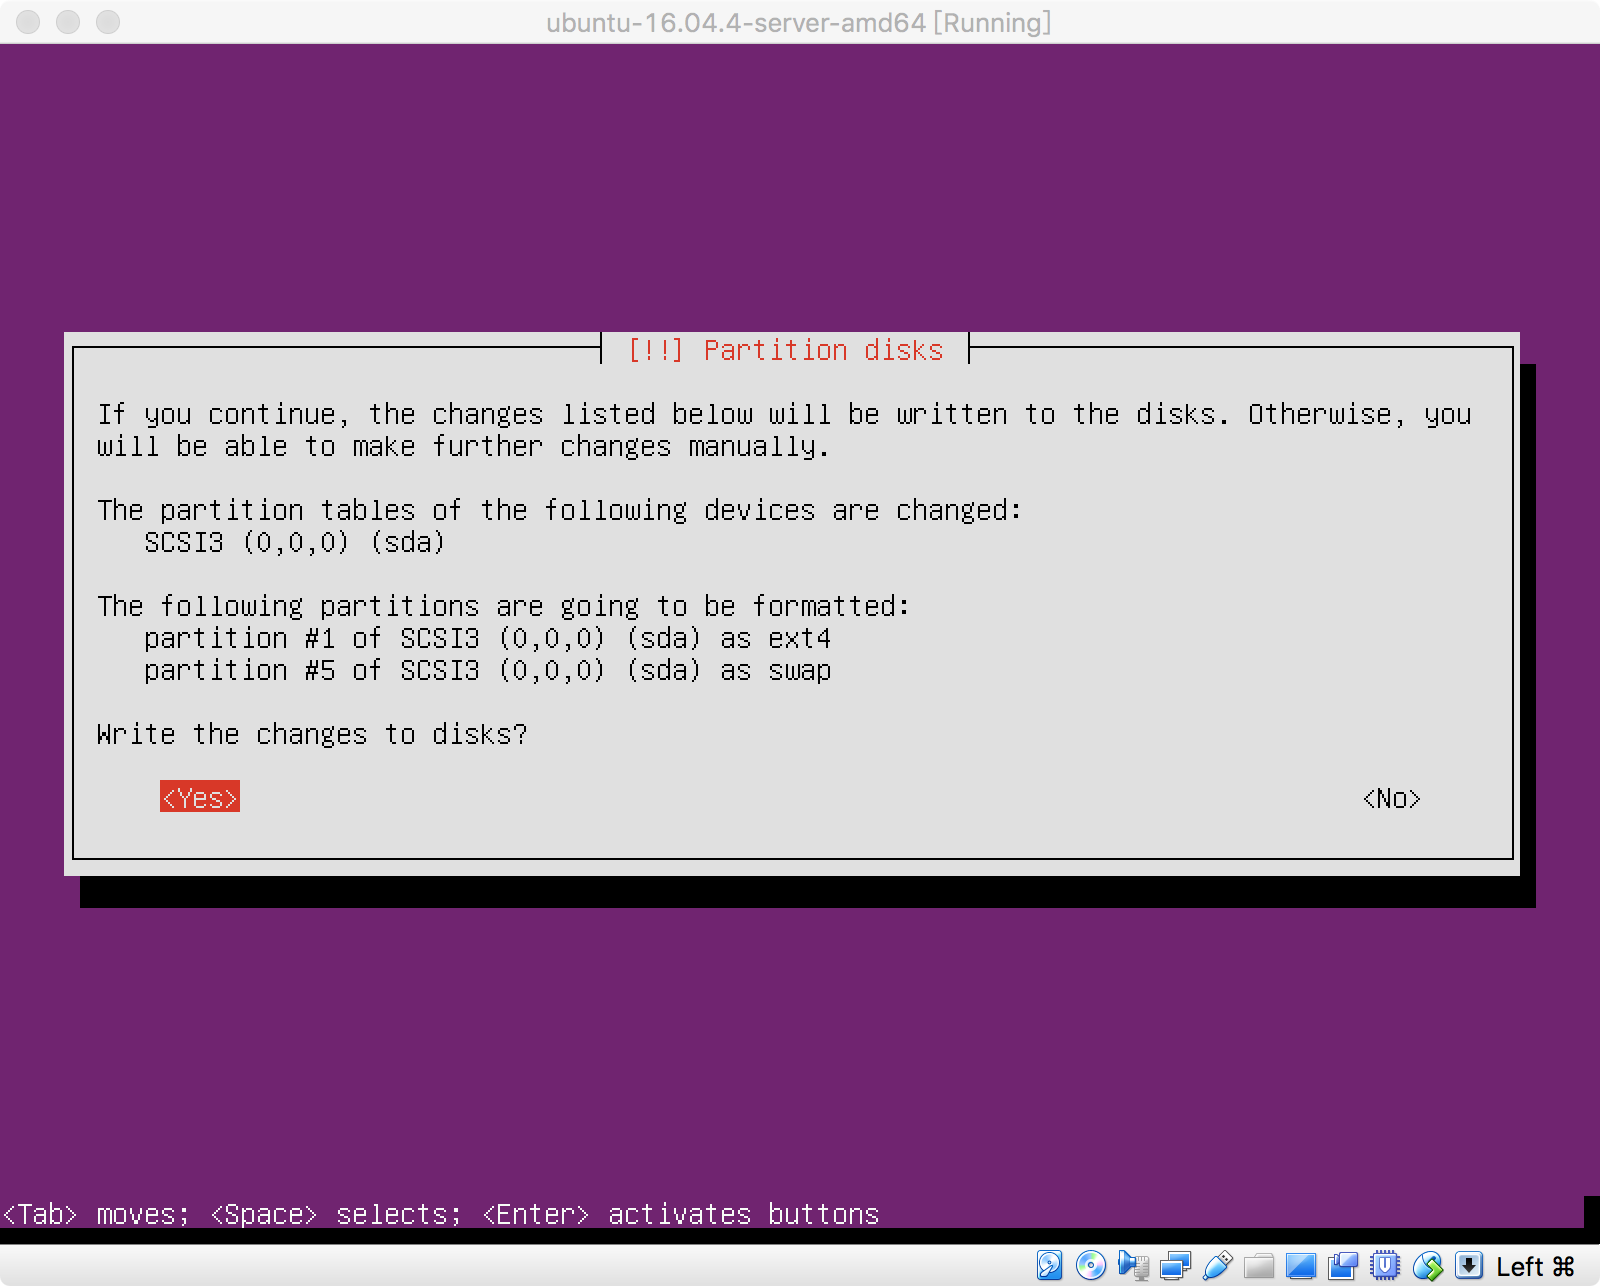 ubuntu-16.04.4-server-amd64 [Running]
[!!] Partition disks
If you continue, the changes listed below will be written to the disks. Otherwise, you
will be able to make further changes manually.
The partition tables of the following devices are changed:
SCSI3 (0,0,0) (sda)
The following partitions are going to be formatted:
partition #1 of SCSI3 (0,0,0) (sda) as ext4
partition #5 of SCSI3 (0,0,0) (sda) as swap
Write the changes to disks?
<Yes> <No>
<Tab> moves; <Space> selects; <Enter> activates buttons
Left ⌘